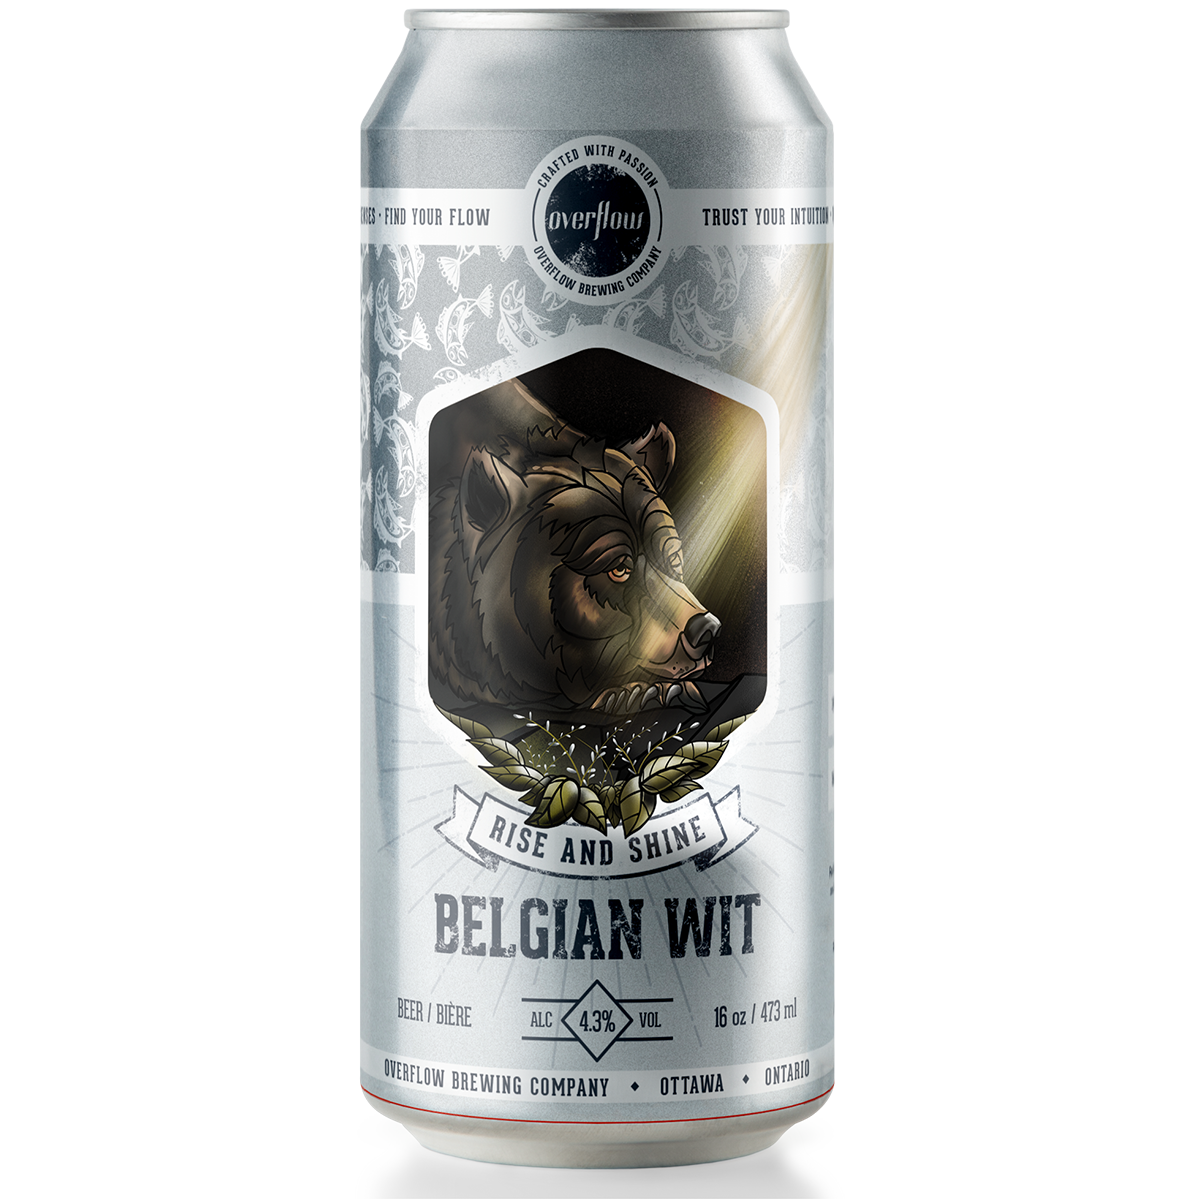 CRAFTED WITH PASSION
overflow
OVERFLOW BREWING COMPANY
· FIND YOUR FLOW
TRUST YOUR INTUITION ·
RISE AND SHINE
BELGIAN WIT
BEER / BIÈRE
ALC 4.3% VOL
16 oz / 473 ml
OVERFLOW BREWING COMPANY ♦ OTTAWA ♦ ONTARIO